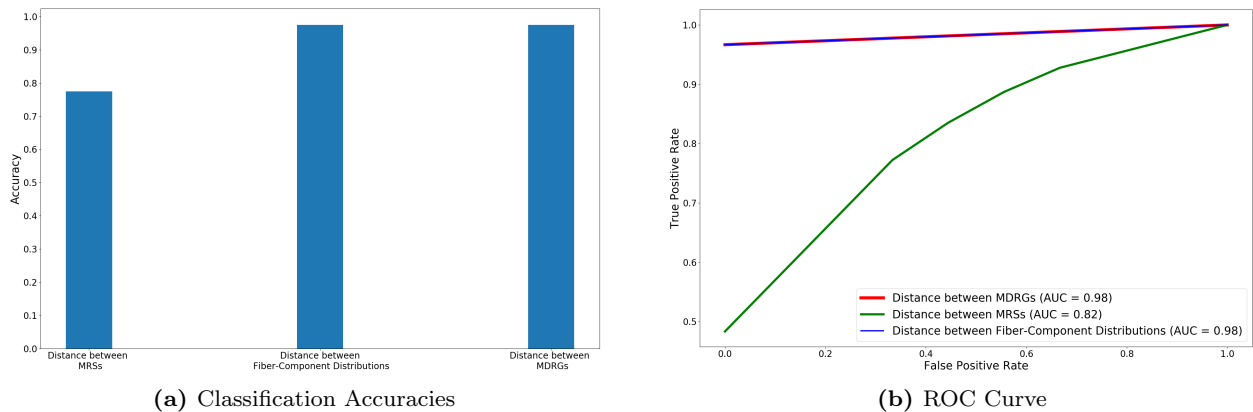 1.0
0.9
0.8
0.7
0.6
0.5
0.4
0.3
0.2
0.1
0.0
Accuracy
Distance between
MRSs
Distance between
Fiber-Component Distributions
Distance between
MDRGs
(a) Classification Accuracies
1.0
0.9
0.8
0.7
0.6
0.5
True Positive Rate
Distance between MDRGs (AUC = 0.98)
Distance between MRSs (AUC = 0.82)
Distance between Fiber-Component Distributions (AUC = 0.98)
0.0 0.2 0.4 0.6 0.8 1.0
False Positive Rate
(b) ROC Curve